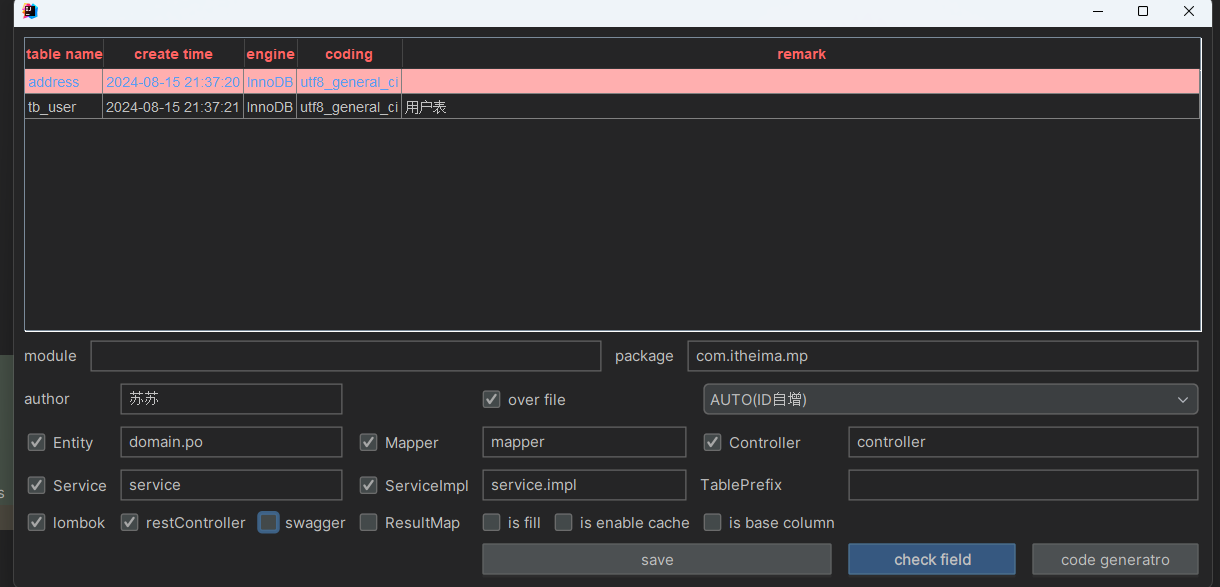 table name create time engine coding remark
address 2024-08-15 21:37:20 InnoDB utf8_general_ci
tb_user 2024-08-15 21:37:21 InnoDB utf8_general_ci 用户表
module package com.itheima.mp
author 苏苏 over file AUTO(ID自增)
Entity domain.po Mapper mapper Controller controller
Service service ServiceImpl service.impl TablePrefix
lombok restController swagger ResultMap is fill is enable cache is base column
save check field code generatro
s